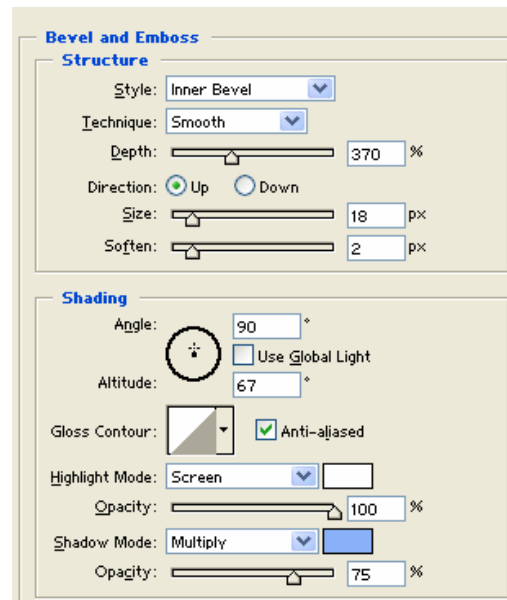 Bevel and Emboss
Structure
Style: Inner Bevel
Technique: Smooth
Depth: 370 %
Direction: Up Down
Size: 18 px
Soften: 2 px
Shading
Angle: 90 °
Use Global Light
Altitude: 67 °
Gloss Contour: Anti-aliased
Highlight Mode: Screen
Opacity: 100 %
Shadow Mode: Multiply
Opacity: 75 %